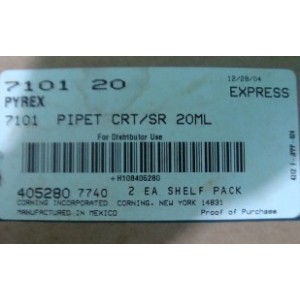 7101 20
12/28/04
PYREX
EXPRESS
7101 PIPET CRT/SR 20ML
For Distributor Use
+H108405280
405280 7740 2 EA SHELF PACK
CORNING INCORPORATED CORNING, NEW YORK 14831
MANUFACTURED IN MEXICO Proof of Purchase